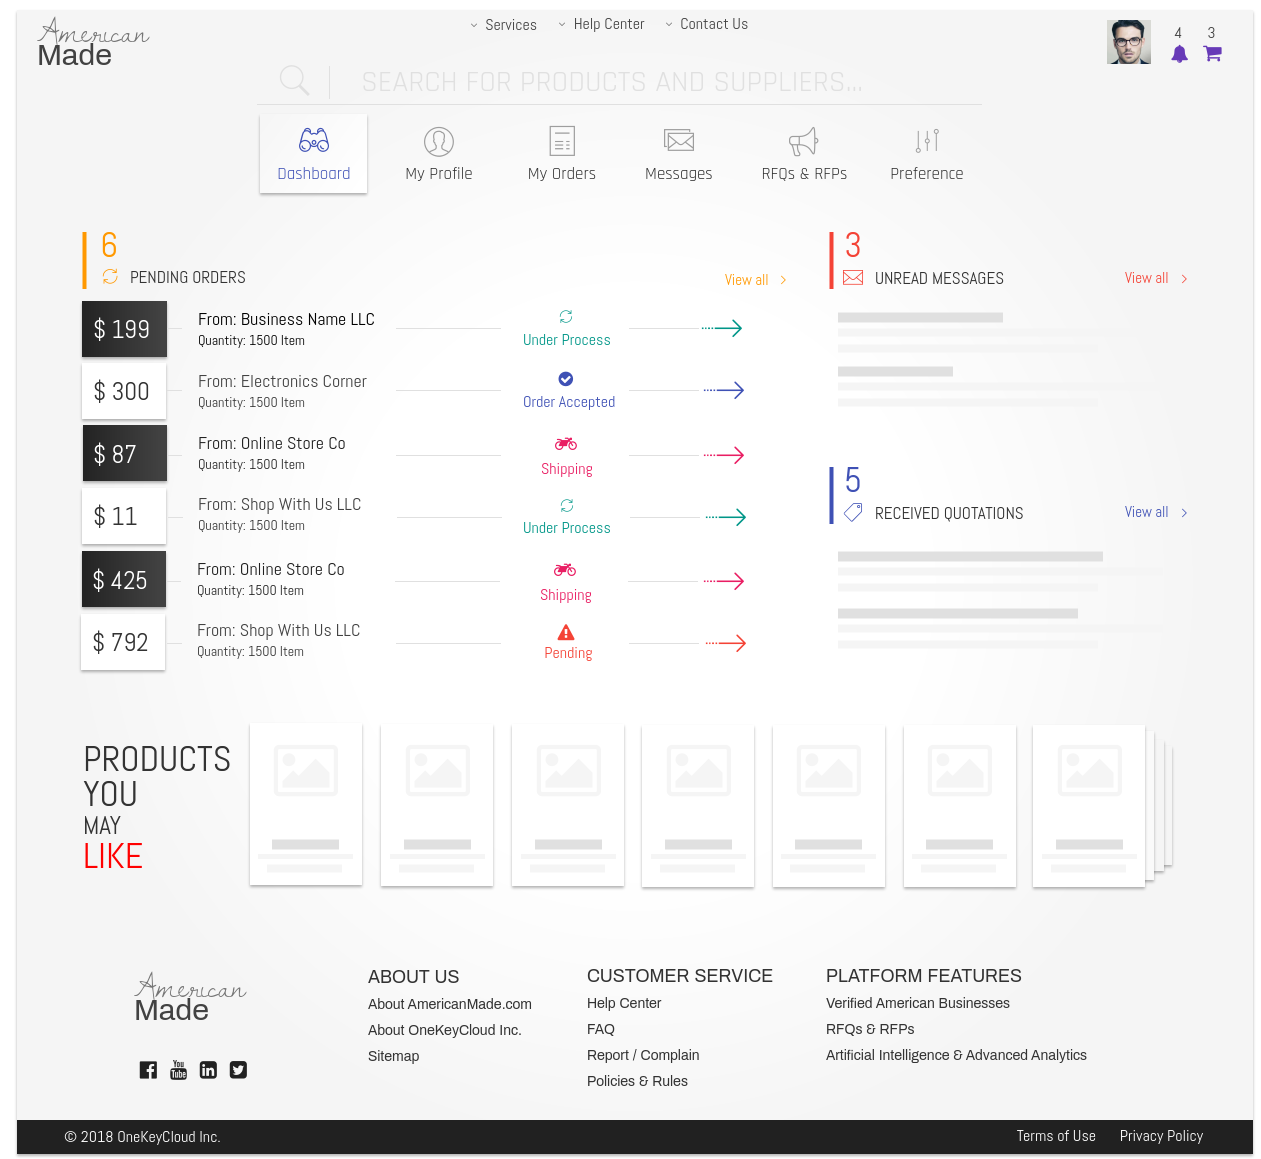 American
Made
Services
Help Center
Contact Us
4
3
SEARCH FOR PRODUCTS AND SUPPLIERS...
Dashboard
My Profile
My Orders
Messages
RFQs & RFPs
Preference
6
PENDING ORDERS
View all
$ 199
From: Business Name LLC
Quantity: 1500 Item
Under Process
$ 300
From: Electronics Corner
Quantity: 1500 Item
Order Accepted
$ 87
From: Online Store Co
Quantity: 1500 Item
Shipping
$ 11
From: Shop With Us LLC
Quantity: 1500 Item
Under Process
$ 425
From: Online Store Co
Quantity: 1500 Item
Shipping
$ 792
From: Shop With Us LLC
Quantity: 1500 Item
Pending
3
UNREAD MESSAGES
View all
5
RECEIVED QUOTATIONS
View all
PRODUCTS
YOU
MAY
LIKE
American
Made
You
Tube
in
ABOUT US
About AmericanMade.com
About OneKeyCloud Inc.
Sitemap
CUSTOMER SERVICE
Help Center
FAQ
Report / Complain
Policies & Rules
PLATFORM FEATURES
Verified American Businesses
RFQs & RFPs
Artificial Intelligence & Advanced Analytics
© 2018 OneKeyCloud Inc.
Terms of Use
Privacy Policy